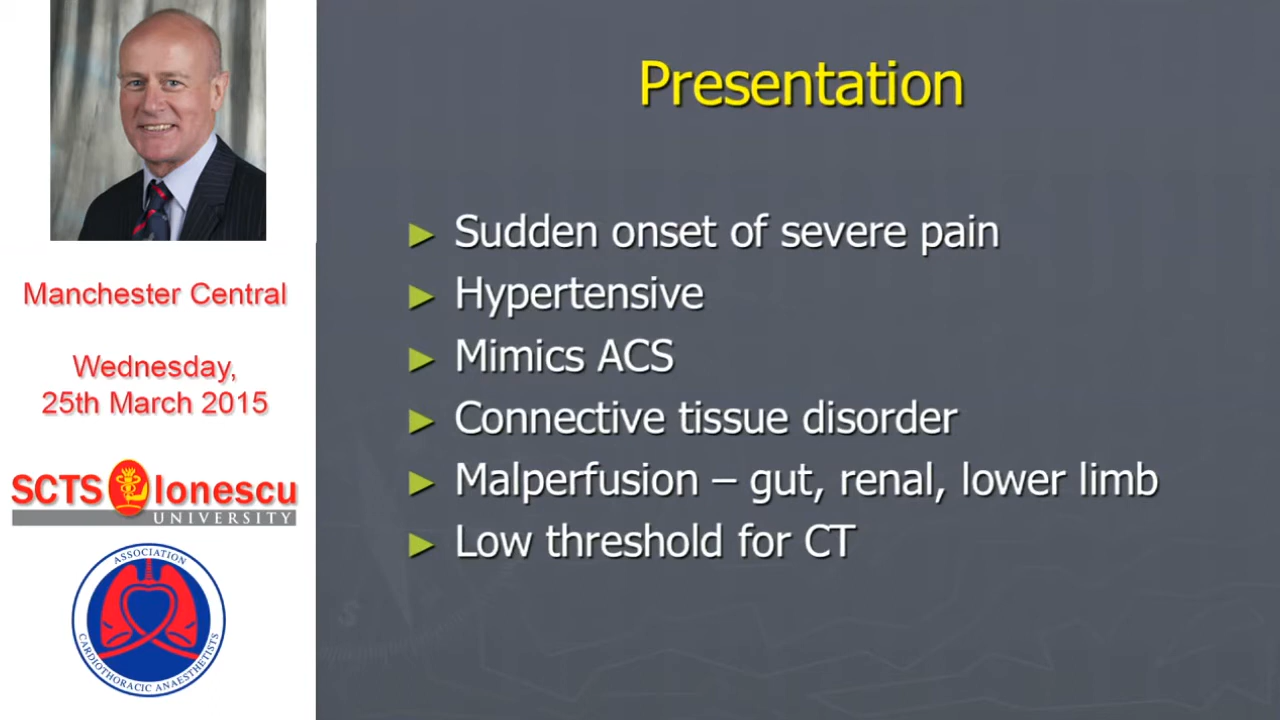 Presentation
► Sudden onset of severe pain
► Hypertensive
► Mimics ACS
► Connective tissue disorder
► Malperfusion – gut, renal, lower limb
► Low threshold for CT
Manchester Central
Wednesday,
25th March 2015
SCTS Ionescu
UNIVERSITY
ASSOCIATION
CARDIOTHORACIC ANAESTHETISTS